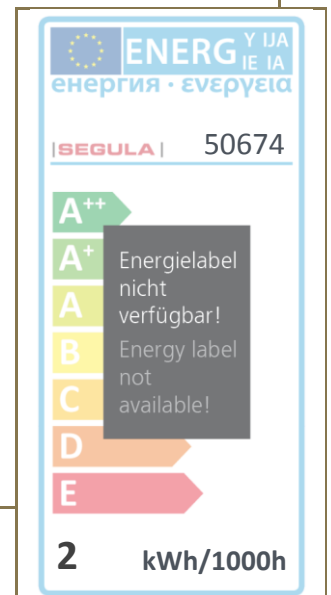 ENERG Y IJA
IE IA
енергия · ενεργεια
SEGULA 50674
A++
A+
A
B
C
D
E
Energielabel
nicht
verfügbar!
Energy label
not
available!
2 kWh/1000h